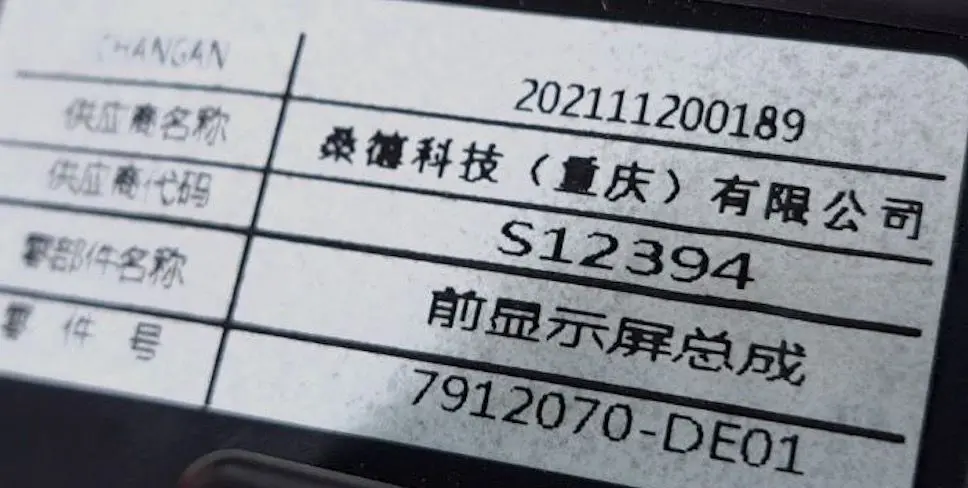 CHANGAN 202111200189
供应商名称 桑德科技（重庆）有限公司
供应商代码 S12394
零部件名称 前显示屏总成
零件号 7912070-DE01